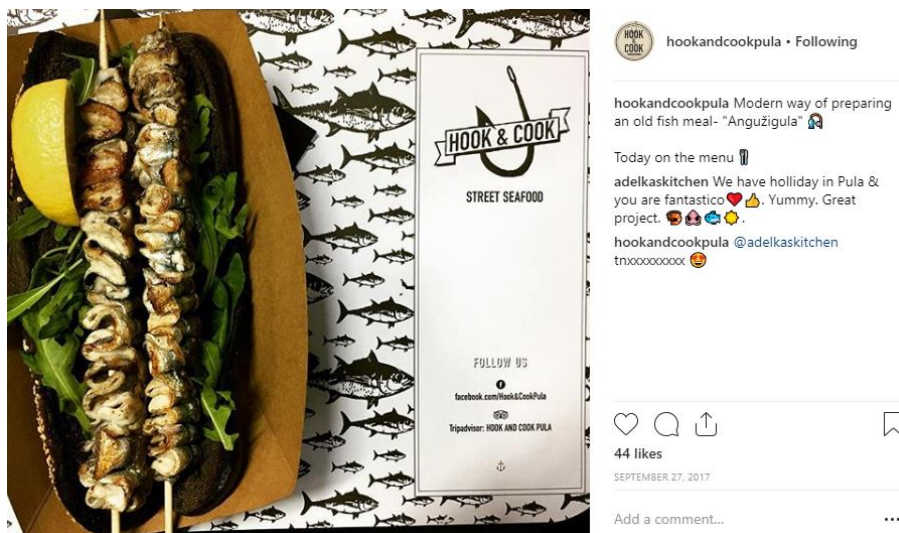 HOOK & COOK
STREET SEAFOOD
FOLLOW US
facebook.com/Hook&CookPula
Tripadvisor: HOOK AND COOK PULA
HOOK
&
COOK
hookandcookpula • Following
hookandcookpula Modern way of preparing
an old fish meal- "Angužigula" 🎣
Today on the menu 🍴
adelkaskitchen We have holliday in Pula &
you are fantastico❤️👍. Yummy. Great
project. 🦐🦑🐟☀️.
hookandcookpula @adelkaskitchen
tnxxxxxxxxx 😍
44 likes
SEPTEMBER 27, 2017
Add a comment...